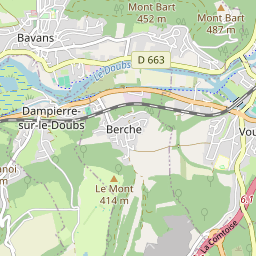 Mont Bart
452 m
Mont Bart
487 m
Bavans
Le Doubs
D 663
Dampierre-
sur-le-Doubs
Berche
Vou
Le Mont
414 m
La Comtoise